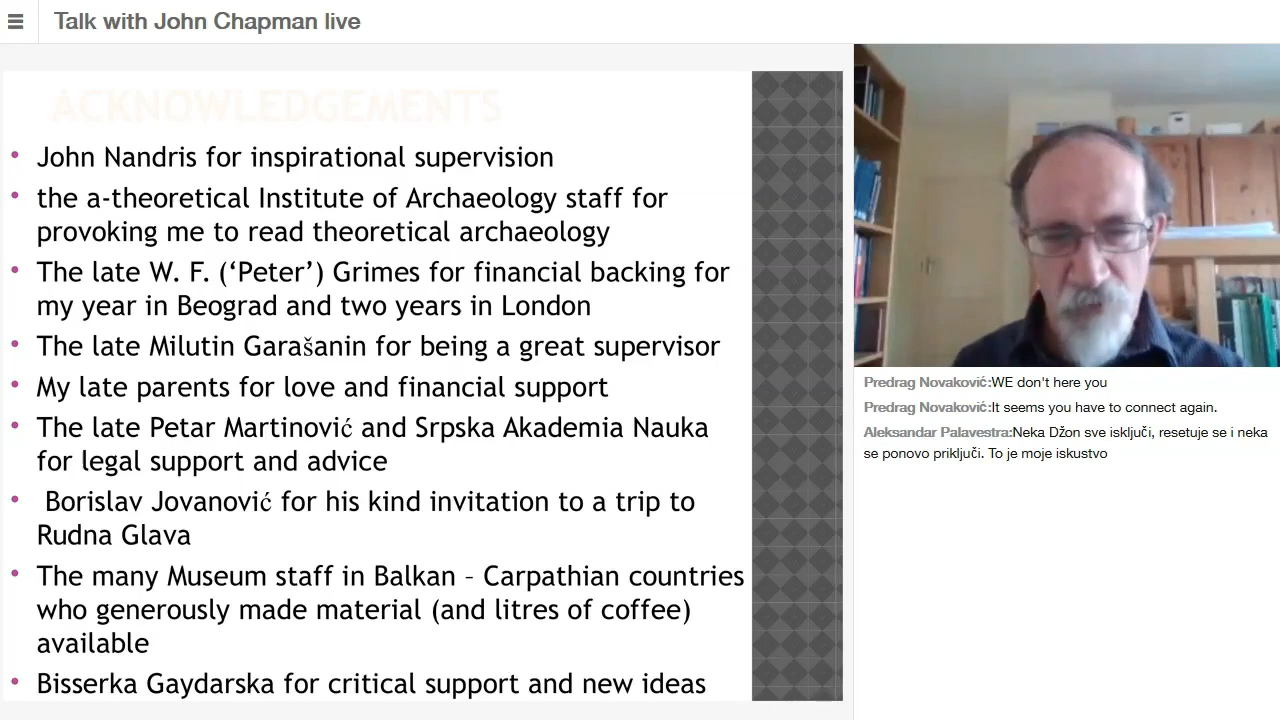 Talk with John Chapman live
ACKNOWLEDGEMENTS
• John Nandris for inspirational supervision
• the a-theoretical Institute of Archaeology staff for
provoking me to read theoretical archaeology
• The late W. F. (‘Peter’) Grimes for financial backing for
my year in Beograd and two years in London
• The late Milutin Garašanin for being a great supervisor
• My late parents for love and financial support
• The late Petar Martinović and Srpska Akademia Nauka
for legal support and advice
• Borislav Jovanović for his kind invitation to a trip to
Rudna Glava
• The many Museum staff in Balkan – Carpathian countries
who generously made material (and litres of coffee)
available
• Bisserka Gaydarska for critical support and new ideas
Predrag Novaković:WE don't here you
Predrag Novaković:It seems you have to connect again.
Aleksandar Palavestra:Neka Džon sve isključi, resetuje se i neka
se ponovo priključi. To je moje iskustvo